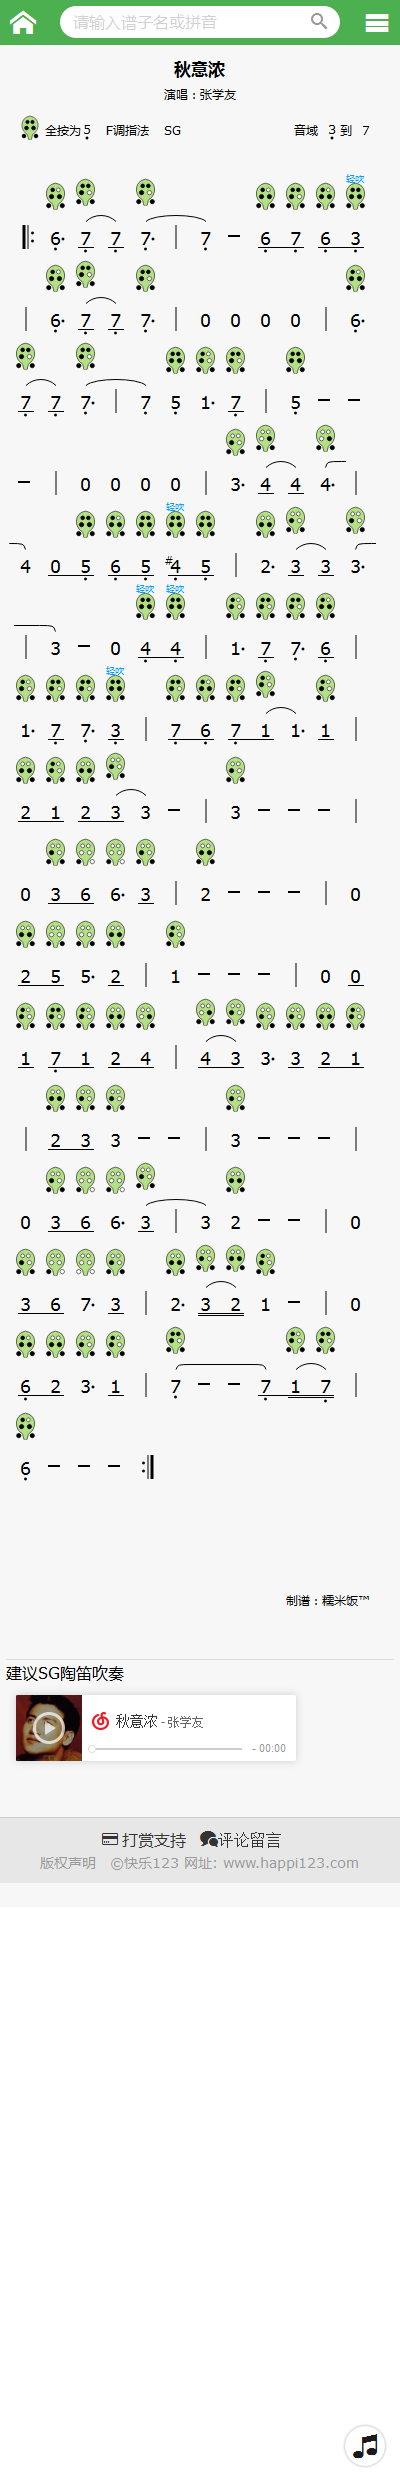 请输入谱子名或拼音
秋意浓
演唱：张学友
全按为5̣ F调指法 SG 音域 3̣ 到 7
轻吹
‖: 6̣· 7̣ 7̣ 7̣· | 7̣ － 6̣ 7̣ 6̣ 3̣
| 6̣· 7̣ 7̣ 7̣· | 0 0 0 0 | 6̣·
7̣ 7̣ 7̣· | 7̣ 5̣ 1· 7̣ | 5̣ － －
－ | 0 0 0 0 | 3· 4 4 4· |
轻吹
4 0 5̣ 6̣ 5̣ #4̣ 5̣ | 2· 3 3 3·
轻吹 轻吹
| 3 － 0 4̣ 4̣ | 1· 7̣ 7̣· 6̣ |
轻吹
1· 7̣ 7̣· 3̣ | 7̣ 6̣ 7̣ 1 1· 1 |
2 1 2 3 3 － | 3 － － － |
0 3 6 6· 3 | 2 － － － | 0
2 5 5· 2 | 1 － － － | 0 0
1 7̣ 1 2 4 | 4 3 3· 3 2 1
| 2 3 3 － － | 3 － － － |
0 3 6 6· 3 | 3 2 － － | 0
3 6 7· 3 | 2· 3 2 1 － | 0
6̣ 2 3· 1 | 7̣ － － 7̣ 1 7̣ |
6̣ － － － :‖
制谱：糯米饭™
建议SG陶笛吹奏
秋意浓 - 张学友
- 00:00
打赏支持 评论留言
版权声明 ©快乐123 网址: www.happi123.com